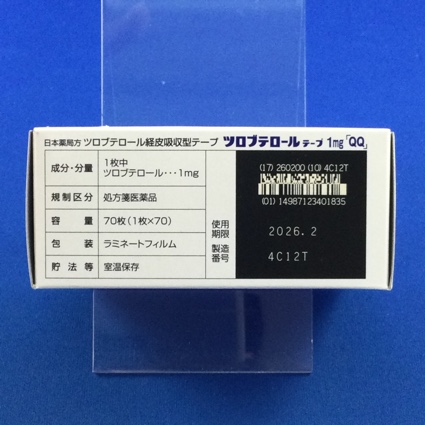 日本薬局方 ツロブテロール経皮吸収型テープ ツロブテロールテープ1mg「QQ」
成分・分量 1枚中
ツロブテロール・・・1mg
規制区分 処方箋医薬品
容量 70枚(1枚×70)
包装 ラミネートフィルム
貯法等 室温保存
(17) 260200 (10) 4C12T
(01) 14987123401835
使用
期限 2026. 2
製造
番号 4C12T